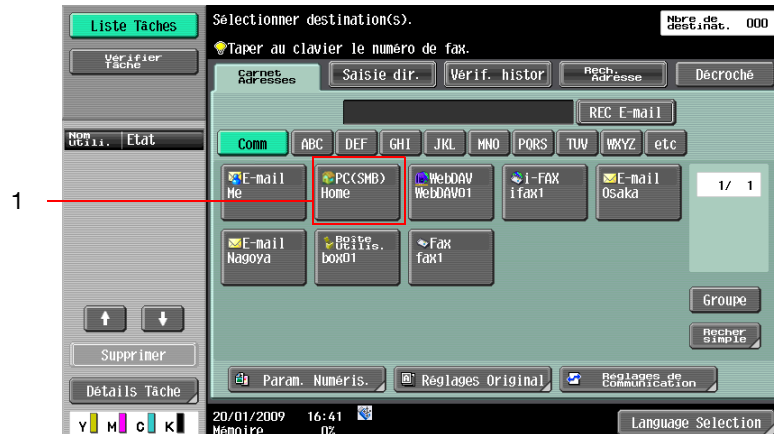 Liste Tâches
Vérifier
Tâche
Nom
Utili.
Etat
Supprimer
Détails Tâche
Y M C K
Sélectionner destination(s).
Nbre de
destinat. 000
Taper au clavier le numéro de fax.
Carnet
Adresses
Saisie dir.
Vérif. histor
Rech.
Adresse
Décroché
REC E-mail
Comm ABC DEF GHI JKL MNO PQRS TUV WXYZ etc
E-mail
Me
PC(SMB)
Home
WebDAV
WebDAV01
i-FAX
ifax1
E-mail
Osaka
1/ 1
1
E-mail
Nagoya
Boîte
Utilis.
box01
Fax
fax1
Groupe
Recher
simple
Param. Numéris.
Réglages Original
Réglages de
Communication
20/01/2009 16:41
Mémoire 0%
Language Selection